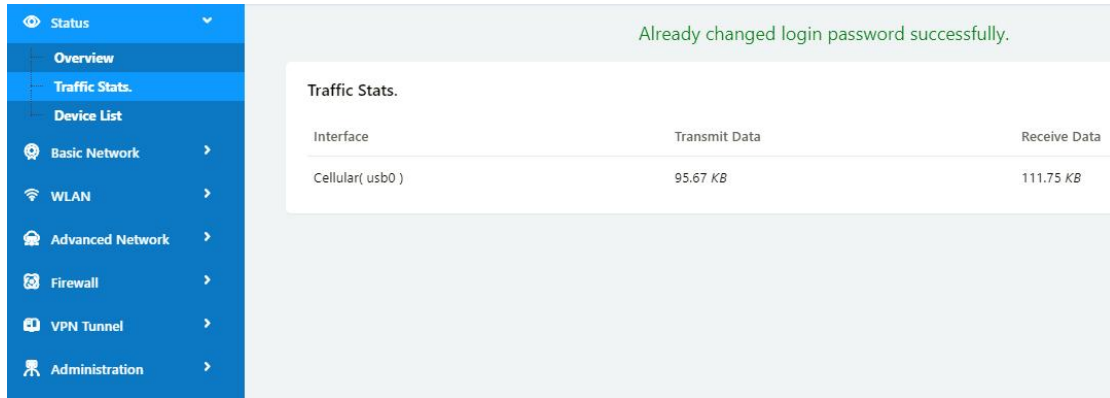 Status
Overview
Traffic Stats.
Device List
Basic Network
WLAN
Advanced Network
Firewall
VPN Tunnel
Administration
Already changed login password successfully.
Traffic Stats.
Interface Transmit Data Receive Data
Cellular( usb0 ) 95.67 KB 111.75 KB